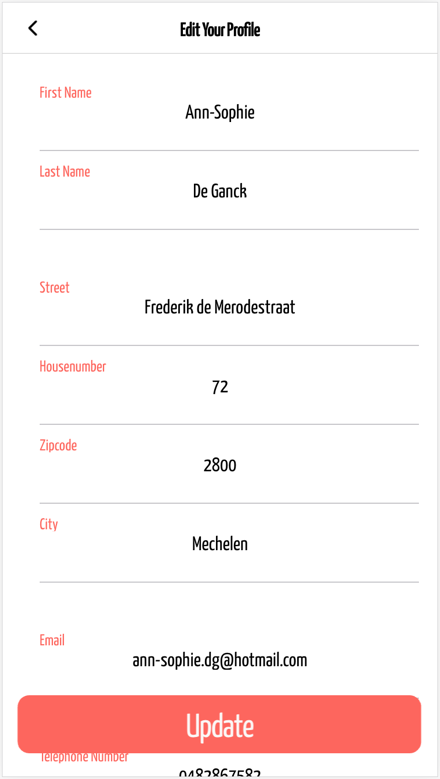 Edit Your Profile
First Name
Ann-Sophie
Last Name
De Ganck
Street
Frederik de Merodestraat
Housenumber
72
Zipcode
2800
City
Mechelen
Email
ann-sophie.dg@hotmail.com
Update
Telephone Number
0482867582